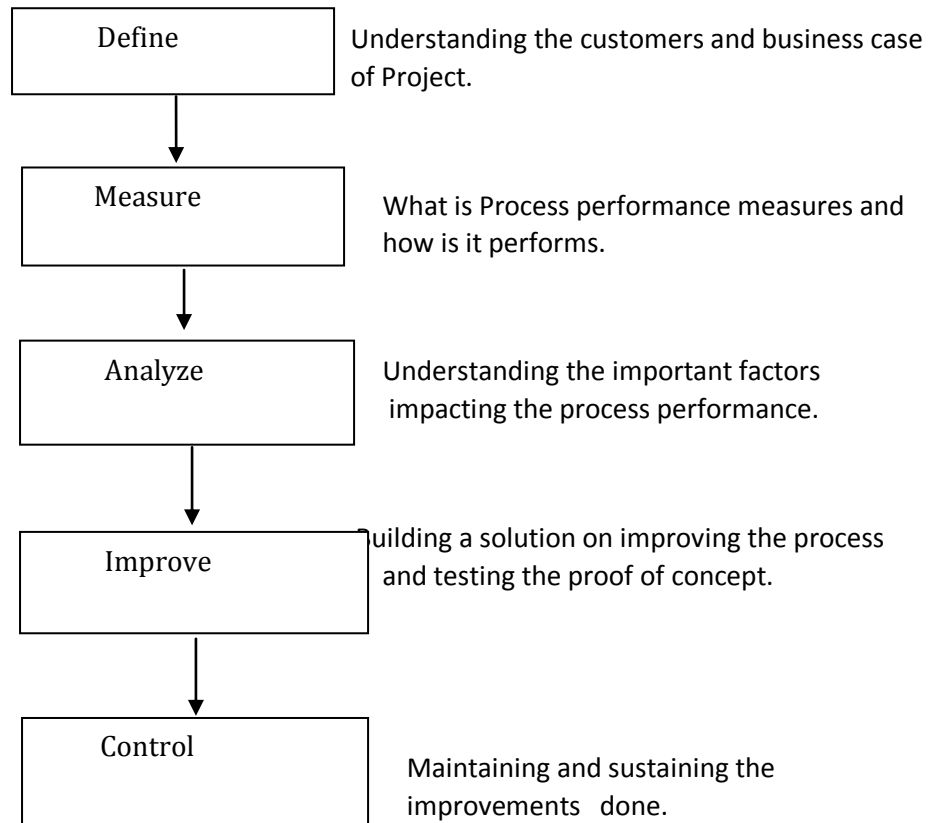 Define
Understanding the customers and business case
of Project.
Measure
What is Process performance measures and
how is it performs.
Analyze
Understanding the important factors
impacting the process performance.
Improve
Building a solution on improving the process
and testing the proof of concept.
Control
Maintaining and sustaining the
improvements done.